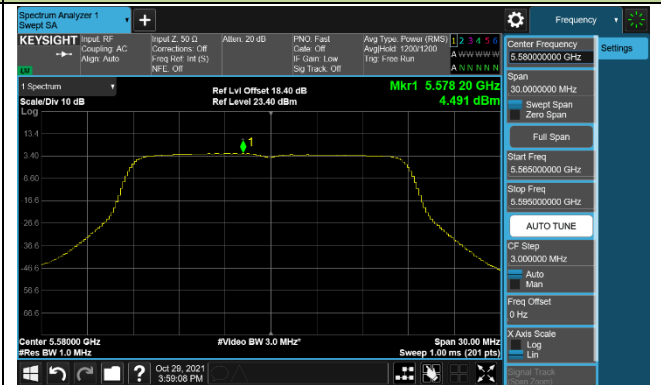 Spectrum Analyzer 1
Swept SA
+
Frequency
KEYSIGHT
Input: RF
Coupling: AC
Align: Auto
Input Z: 50 Ω
Corrections: Off
Freq Ref: Int (S)
NFE: Off
Atten: 20 dB
PNO: Fast
Gate: Off
IF Gain: Low
Sig Track: Off
Avg Type: Power (RMS)
Avg|Hold: 1200/1200
Trig: Free Run
1 2 3 4 5 6
A W W W W W
A N N N N N
Center Frequency
5.580000000 GHz
Settings
LXI
1 Spectrum
Scale/Div 10 dB
Log
Ref Lvl Offset 18.40 dB
Ref Level 23.40 dBm
Mkr1 5.578 20 GHz
4.491 dBm
Span
30.0000000 MHz
Swept Span
Zero Span
Full Span
Start Freq
5.565000000 GHz
Stop Freq
5.595000000 GHz
AUTO TUNE
CF Step
3.000000 MHz
Auto
Man
Freq Offset
0 Hz
X Axis Scale
Log
Lin
Signal Track
(Span Zoom)
13.4
3.40
-6.60
-16.6
-26.6
-36.6
-46.6
-56.6
-66.6
1
Center 5.58000 GHz
#Res BW 1.0 MHz
#Video BW 3.0 MHz*
Span 30.00 MHz
Sweep 1.00 ms (201 pts)
?
Oct 29, 2021
3:59:08 PM